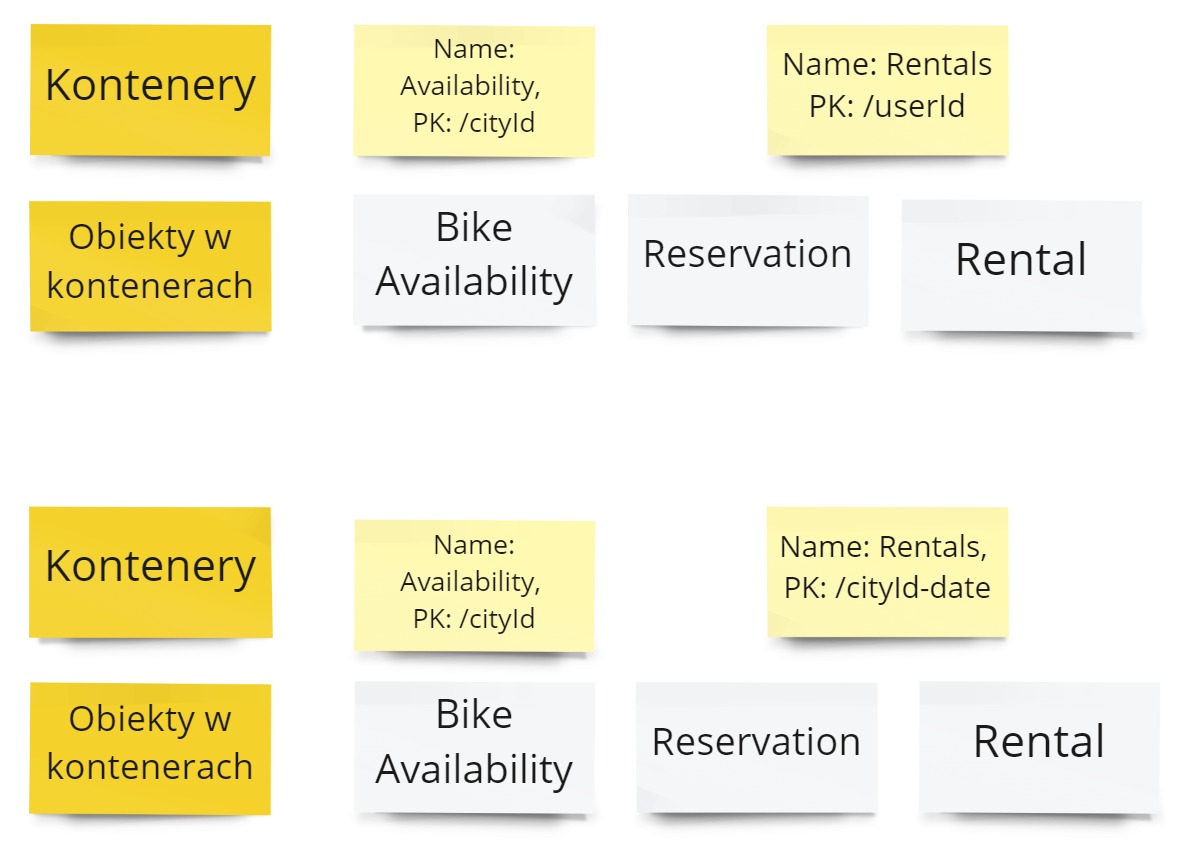 Kontenery
Name:
Availability,
PK: /cityId
Name: Rentals
PK: /userId
Obiekty w
kontenerach
Bike
Availability
Reservation
Rental
Kontenery
Name:
Availability,
PK: /cityId
Name: Rentals,
PK: /cityId-date
Obiekty w
kontenerach
Bike
Availability
Reservation
Rental